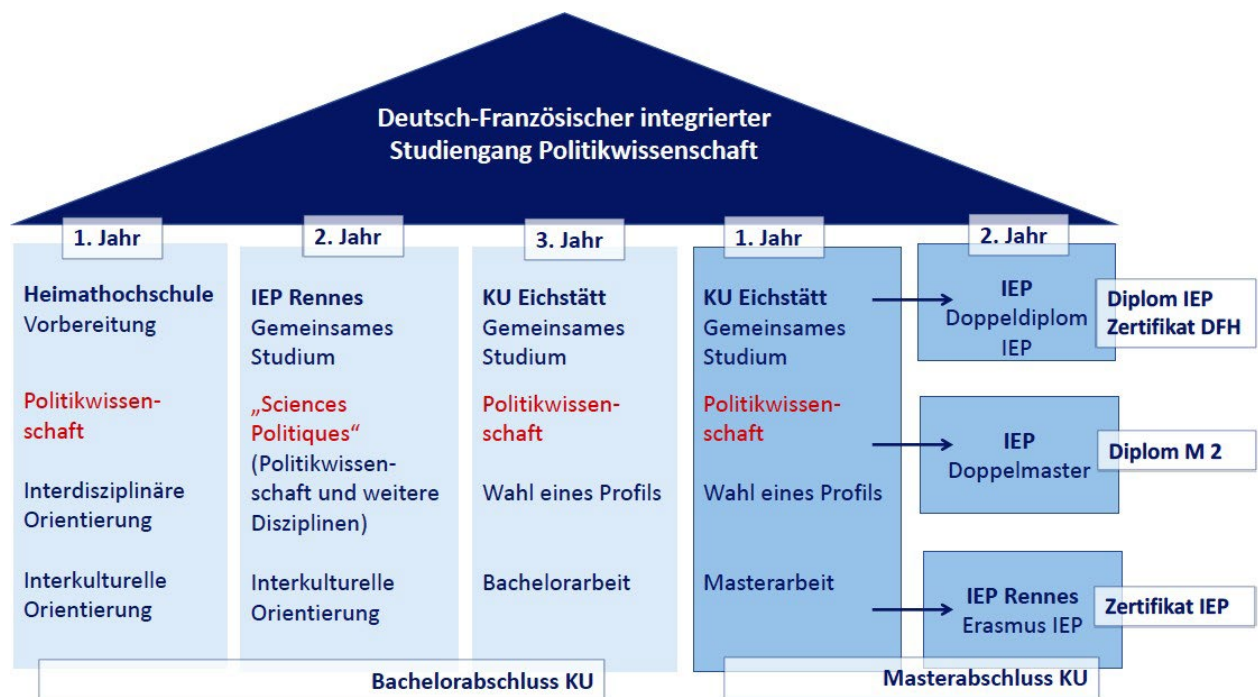 Deutsch-Französischer integrierter
Studiengang Politikwissenschaft
1. Jahr
Heimathochschule
Vorbereitung
Politikwissen-
schaft
Interdisziplinäre
Orientierung
Interkulturelle
Orientierung
2. Jahr
IEP Rennes
Gemeinsames
Studium
„Sciences
Politiques“
(Politikwissen-
schaft und weitere
Disziplinen)
Interkulturelle
Orientierung
3. Jahr
KU Eichstätt
Gemeinsames
Studium
Politikwissen-
schaft
Wahl eines Profils
Bachelorarbeit
Bachelorabschluss KU
1. Jahr
KU Eichstätt
Gemeinsames
Studium
Politikwissen-
schaft
Wahl eines Profils
Masterarbeit
2. Jahr
IEP
Doppeldiplom
IEP
Diplom IEP
Zertifikat DFH
IEP
Doppelmaster
Diplom M 2
IEP Rennes
Erasmus IEP
Zertifikat IEP
Masterabschluss KU